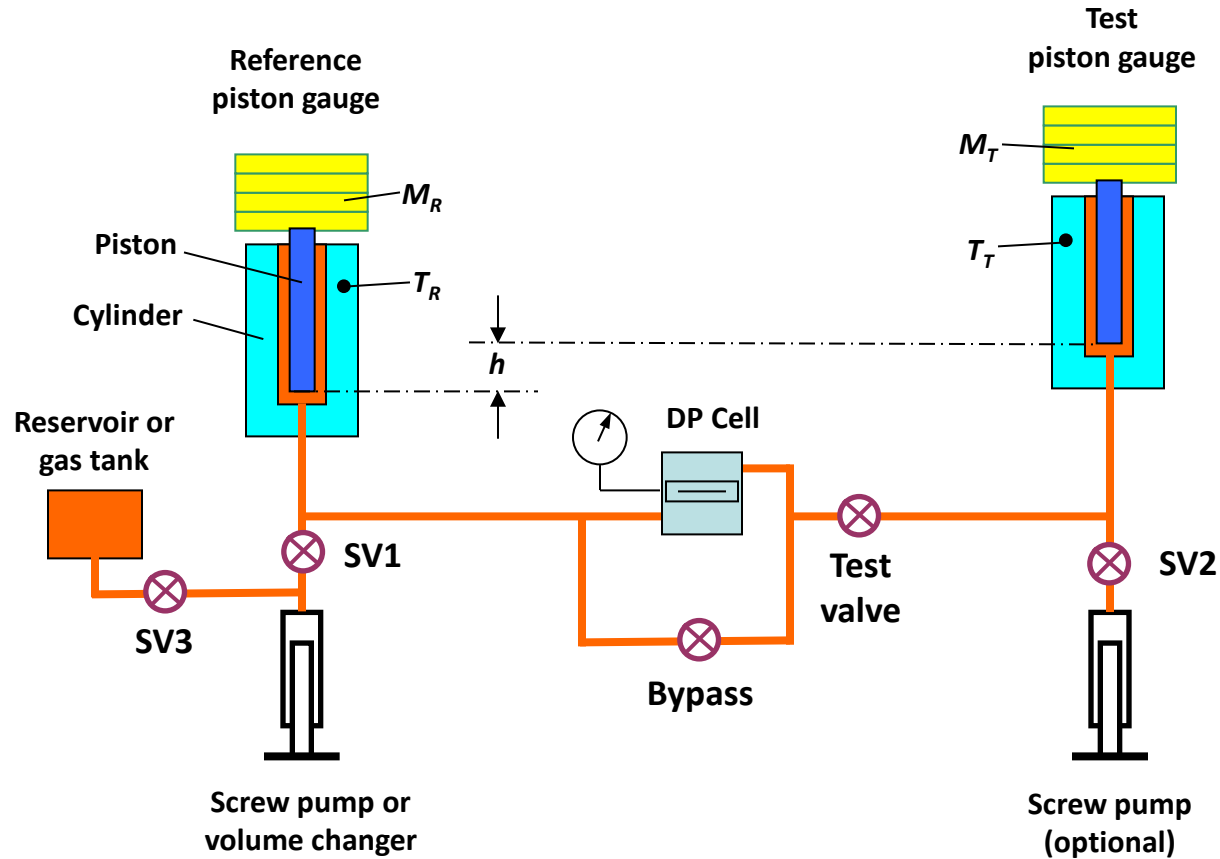 Reference
piston gauge
Test
piston gauge
M_R
M_T
Piston
T_R
T_T
Cylinder
h
Reservoir or
gas tank
DP Cell
SV1
Test
valve
SV2
SV3
Bypass
Screw pump or
volume changer
Screw pump
(optional)